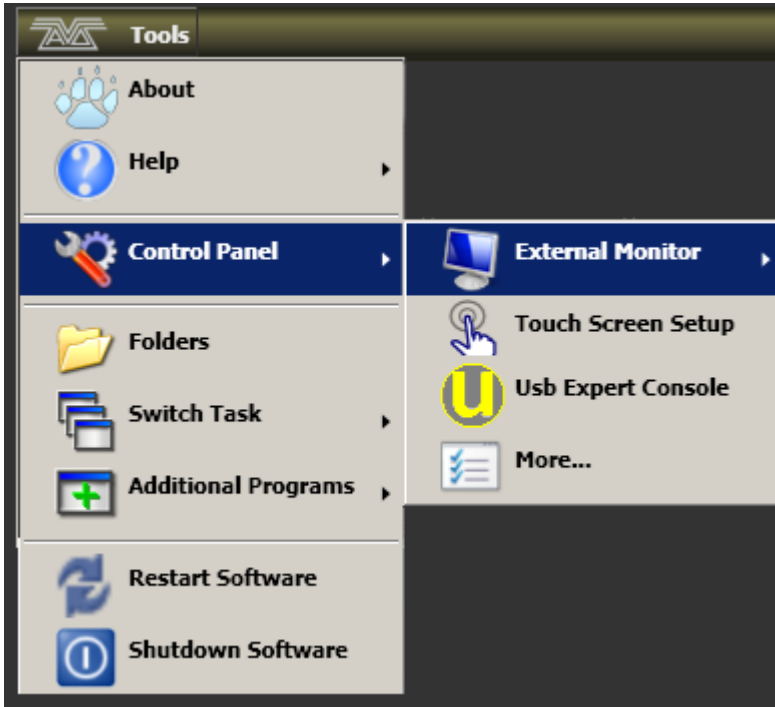 Tools
About
Help
Control Panel
External Monitor
Touch Screen Setup
Usb Expert Console
More...
Folders
Switch Task
Additional Programs
Restart Software
Shutdown Software